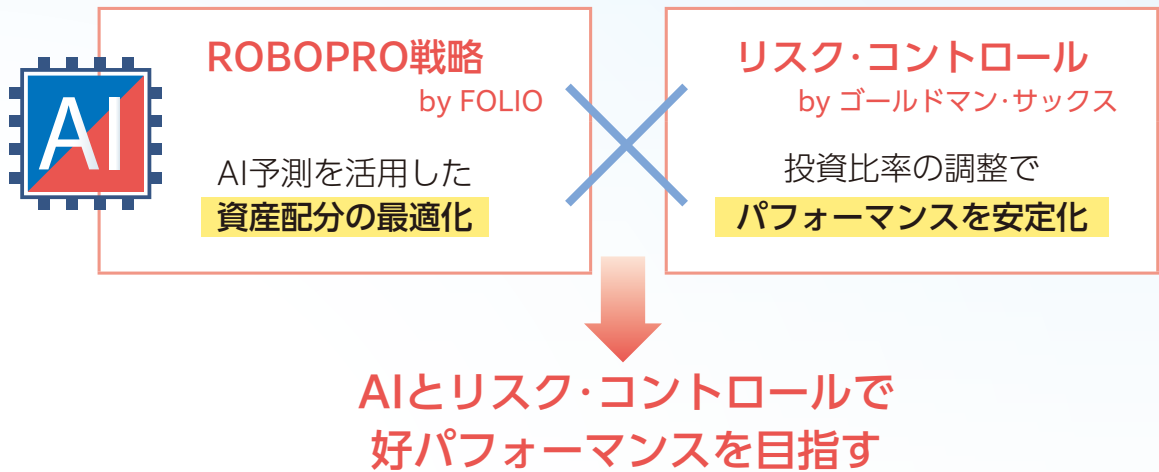 AI
ROBOPRO戦略
by FOLIO
AI予測を活用した
資産配分の最適化
リスク･コントロール
by ゴールドマン･サックス
投資比率の調整で
パフォーマンスを安定化
AIとリスク･コントロールで
好パフォーマンスを目指す